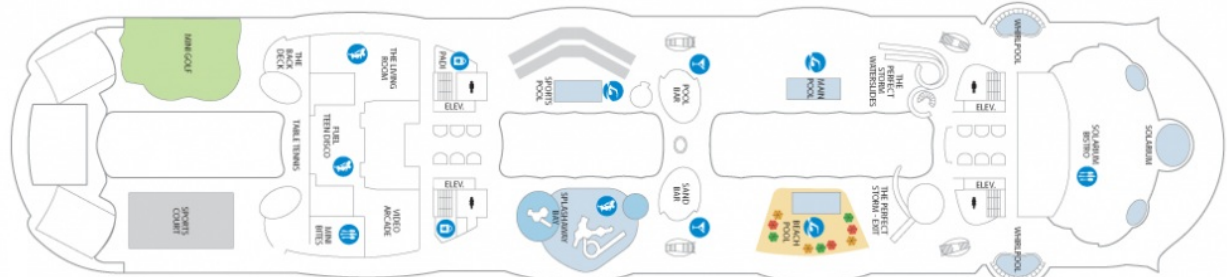 MINI GOLF
THE
BACK
DECK
THE LIVING
ROOM
PADI
ELEV.
SPORTS
POOL
POOL
BAR
MAIN
POOL
THE
PERFECT
STORM
WATERSLIDES
ELEV.
WHIRLPOOL
TABLE TENNIS
FUEL
TEEN DISCO
SOLARIUM
BISTRO
SOLARIUM
SPORTS
COURT
MINI
BITES
VIDEO
ARCADE
ELEV.
SPLASHAWAY
BAY
SAND
BAR
BEACH
POOL
THE PERFECT
STORM - EXIT
ELEV.
WHIRLPOOL